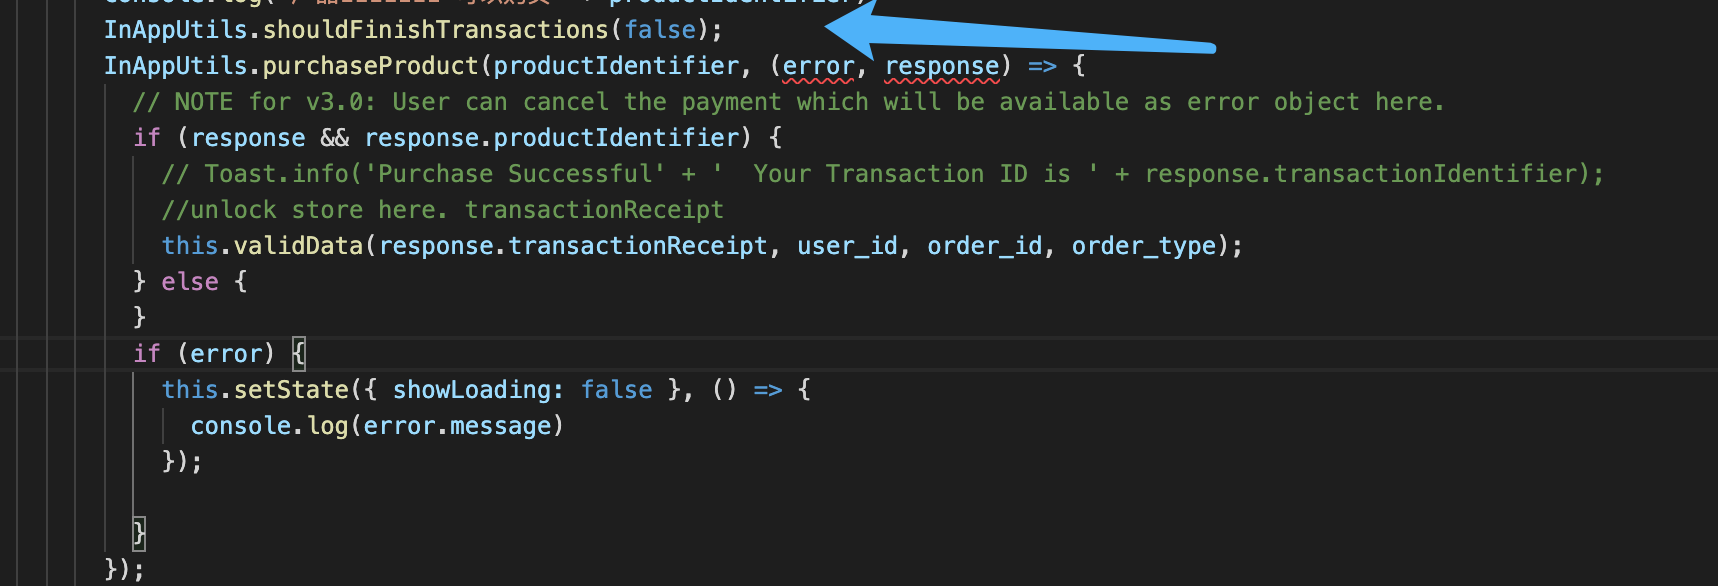 InAppUtils.shouldFinishTransactions(false);
InAppUtils.purchaseProduct(productIdentifier, (error, response) => {
// NOTE for v3.0: User can cancel the payment which will be available as error object here.
if (response && response.productIdentifier) {
// Toast.info('Purchase Successful' + '  Your Transaction ID is ' + response.transactionIdentifier);
//unlock store here. transactionReceipt
this.validData(response.transactionReceipt, user_id, order_id, order_type);
} else {
}
if (error) {
this.setState({ showLoading: false }, () => {
console.log(error.message)
});
}
});